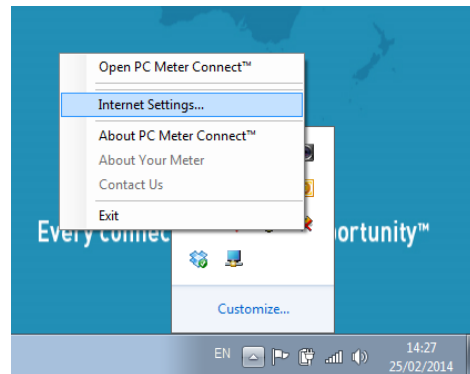 Open PC Meter Connect™
Internet Settings...
About PC Meter Connect™
About Your Meter
Contact Us
Exit
Every connec ortunity™
Customize...
EN
14:27
25/02/2014